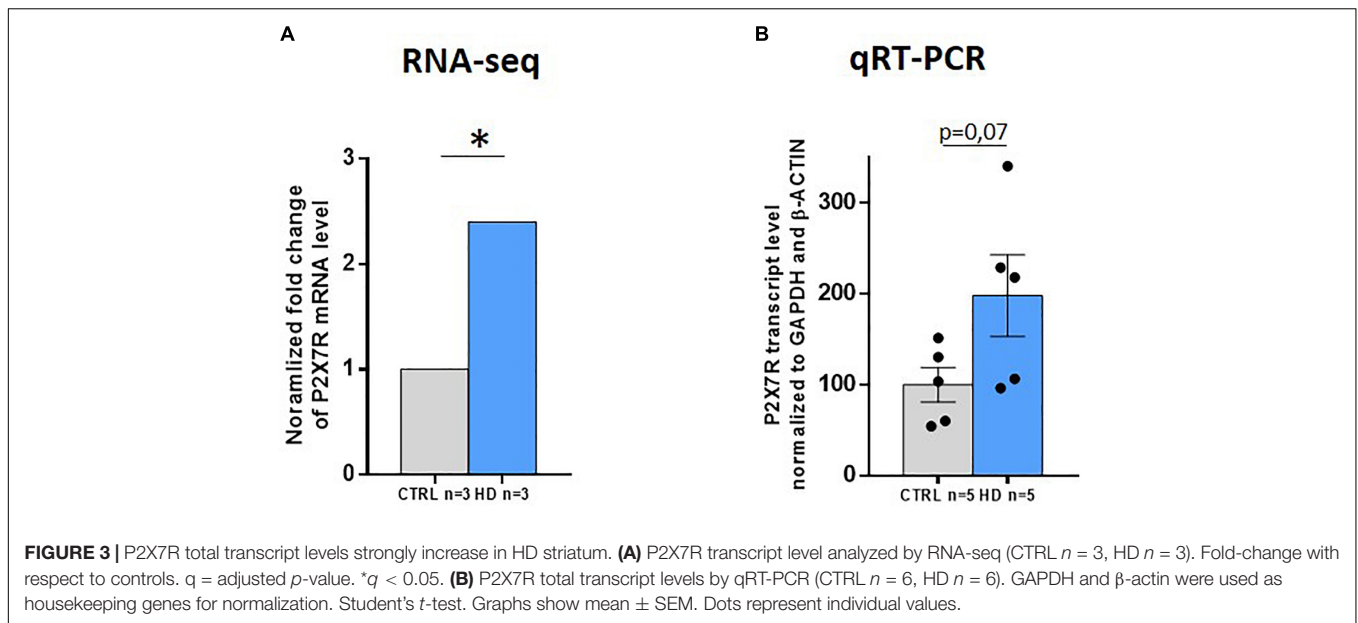 A
RNA-seq
*
Noramlized fold change
of P2X7R mRNA level
3
2
1
0
CTRL n=3 HD n=3
B
qRT-PCR
p=0,07
P2X7R transcript level
normalized to GAPDH and β-ACTIN
300
200
100
0
CTRL n=5 HD n=5
FIGURE 3 | P2X7R total transcript levels strongly increase in HD striatum. (A) P2X7R transcript level analyzed by RNA-seq (CTRL n = 3, HD n = 3). Fold-change with
respect to controls. q = adjusted p-value. *q < 0.05. (B) P2X7R total transcript levels by qRT-PCR (CTRL n = 6, HD n = 6). GAPDH and β-actin were used as
housekeeping genes for normalization. Student's t-test. Graphs show mean ± SEM. Dots represent individual values.